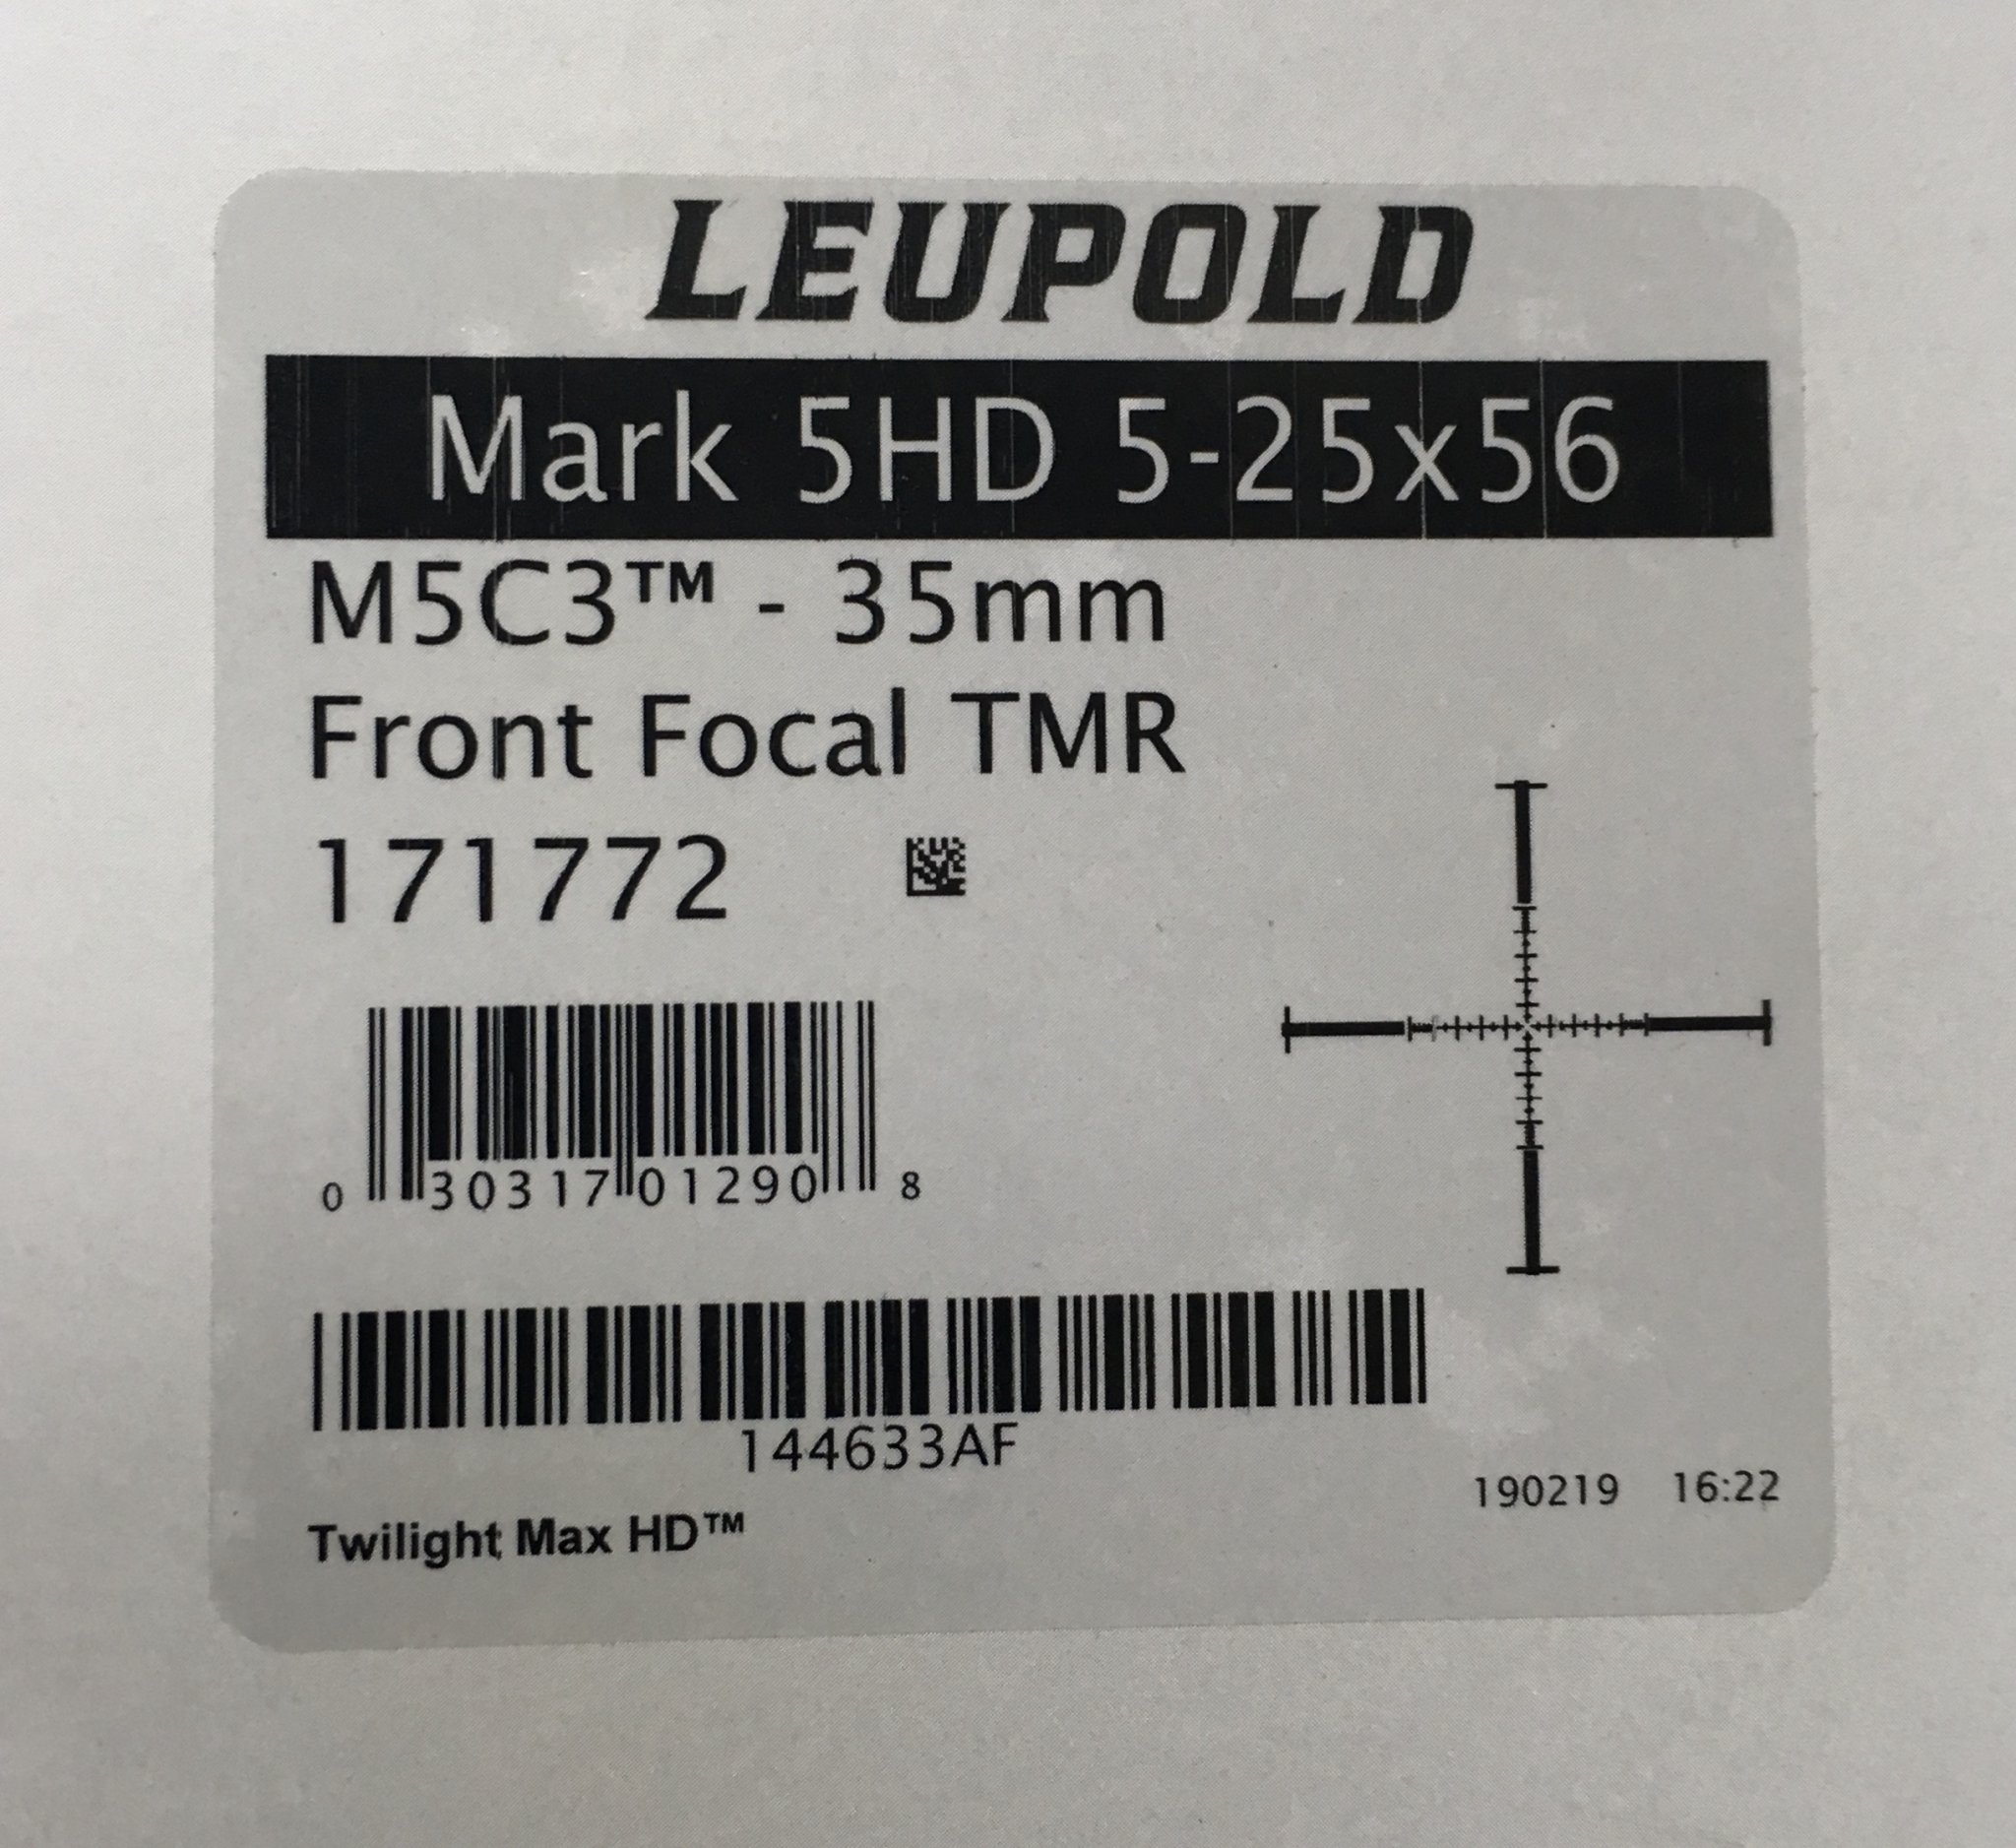 LEUPOLD
Mark 5HD 5-25x56
M5C3™ - 35mm
Front Focal TMR
171772
0 30317 01290 8
144633AF
190219 16:22
Twilight Max HD™